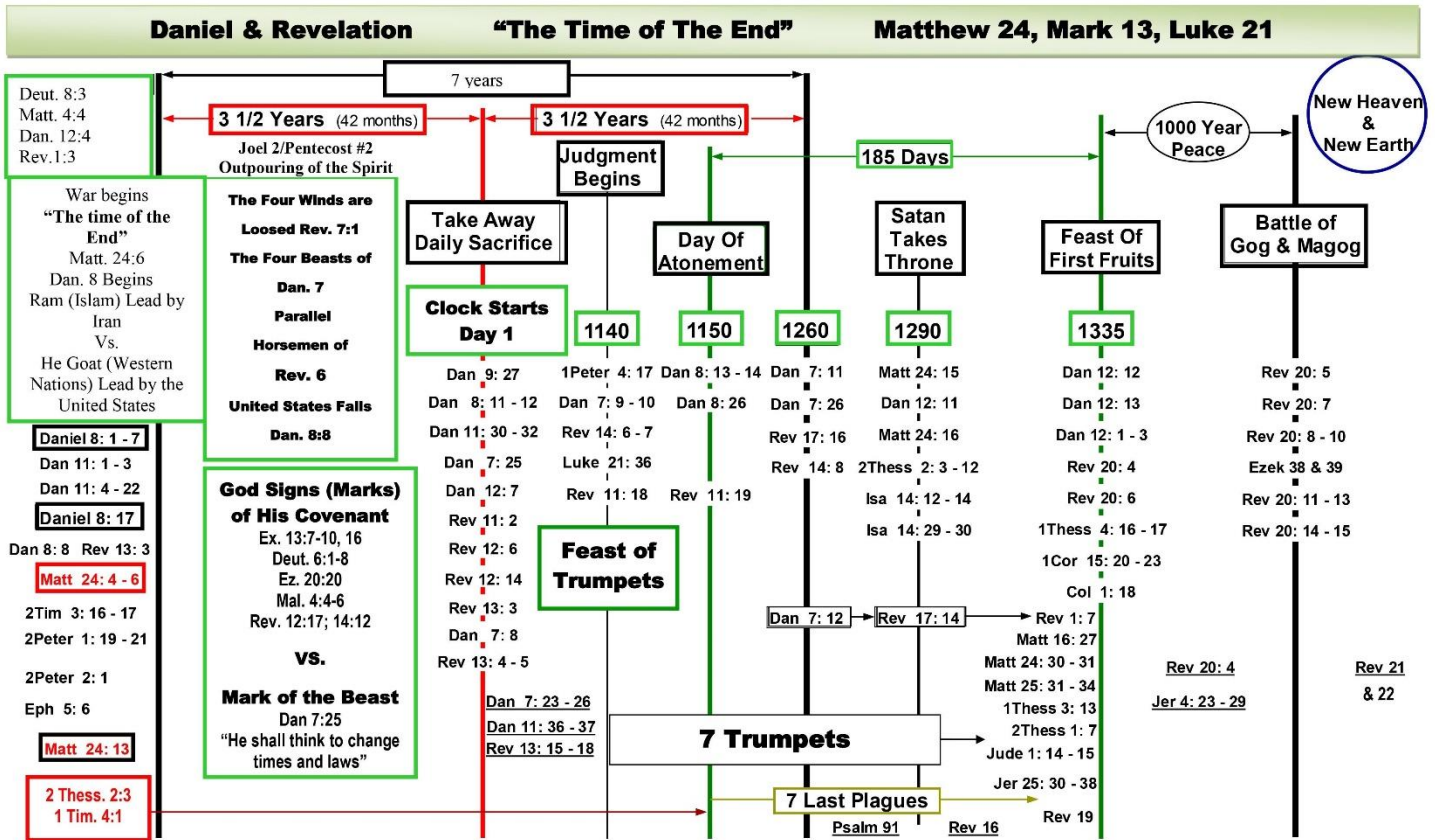 Daniel & Revelation "The Time of The End" Matthew 24, Mark 13, Luke 21
7 years
Deut. 8:3
Matt. 4:4
Dan. 12:4
Rev.1:3
War begins
"The time of the
End"
Matt. 24:6
Dan. 8 Begins
Ram (Islam) Lead by
Iran
Vs.
He Goat (Western
Nations) Lead by the
United States
Daniel 8: 1 - 7
Dan 11: 1 - 3
Dan 11: 4 - 22
Daniel 8: 17
Dan 8: 8 Rev 13: 3
Matt 24: 4 - 6
2Tim 3: 16 - 17
2Peter 1: 19 - 21
2Peter 2: 1
Eph 5: 6
Matt 24: 13
2 Thess. 2:3
1 Tim. 4:1
3 1/2 Years (42 months)
Joel 2/Pentecost #2
Outpouring of the Spirit
The Four Winds are
Loosed Rev. 7:1
The Four Beasts of
Dan. 7
Parallel
Horsemen of
Rev. 6
United States Falls
Dan. 8:8
God Signs (Marks)
of His Covenant
Ex. 13:7-10, 16
Deut. 6:1-8
Ez. 20:20
Mal. 4:4-6
Rev. 12:17; 14:12
vs.
Mark of the Beast
Dan 7:25
"He shall think to change
times and laws"
3 1/2 Years (42 months)
Take Away
Daily Sacrifice
Clock Starts
Day 1
Dan 9: 27
Dan 8: 11 - 12
Dan 11: 30 - 32
Dan 7: 25
Dan 12: 7
Rev 11: 2
Rev 12: 6
Rev 12: 14
Rev 13: 3
Dan 7: 8
Rev 13: 4 - 5
Dan 7: 23 - 26
Dan 11: 36 - 37
Rev 13: 15 - 18
Judgment
Begins
1140
1Peter 4: 17
Dan 7: 9 - 10
Rev 14: 6 - 7
Luke 21: 36
Rev 11: 18
Feast of
Trumpets
185 Days
Day Of
Atonement
1150
Dan 8: 13 - 14
Dan 8: 26
Rev 11: 19
1260
Dan 7: 11
Dan 7: 26
Rev 17: 16
Rev 14: 8
Dan 7: 12
Satan
Takes
Throne
1290
Matt 24: 15
Dan 12: 11
Matt 24: 16
2Thess 2: 3 - 12
Isa 14: 12 - 14
Isa 14: 29 - 30
Rev 17: 14
7 Trumpets
7 Last Plagues
Psalm 91
Rev 16
Feast Of
First Fruits
1335
Dan 12: 12
Dan 12: 13
Dan 12: 1 - 3
Rev 20: 4
Rev 20: 6
1Thess 4: 16 - 17
1Cor 15: 20 - 23
Col 1: 18
Rev 1: 7
Matt 16: 27
Matt 24: 30 - 31
Matt 25: 31 - 34
1Thess 3: 13
2Thess 1: 7
Jude 1: 14 - 15
Jer 25: 30 - 38
Rev 19
1000 Year
Peace
Rev 20: 4
Jer 4: 23 - 29
Battle of
Gog & Magog
Rev 20: 5
Rev 20: 7
Rev 20: 8 - 10
Ezek 38 & 39
Rev 20: 11 - 13
Rev 20: 14 - 15
New Heaven
&
New Earth
Rev 21
& 22